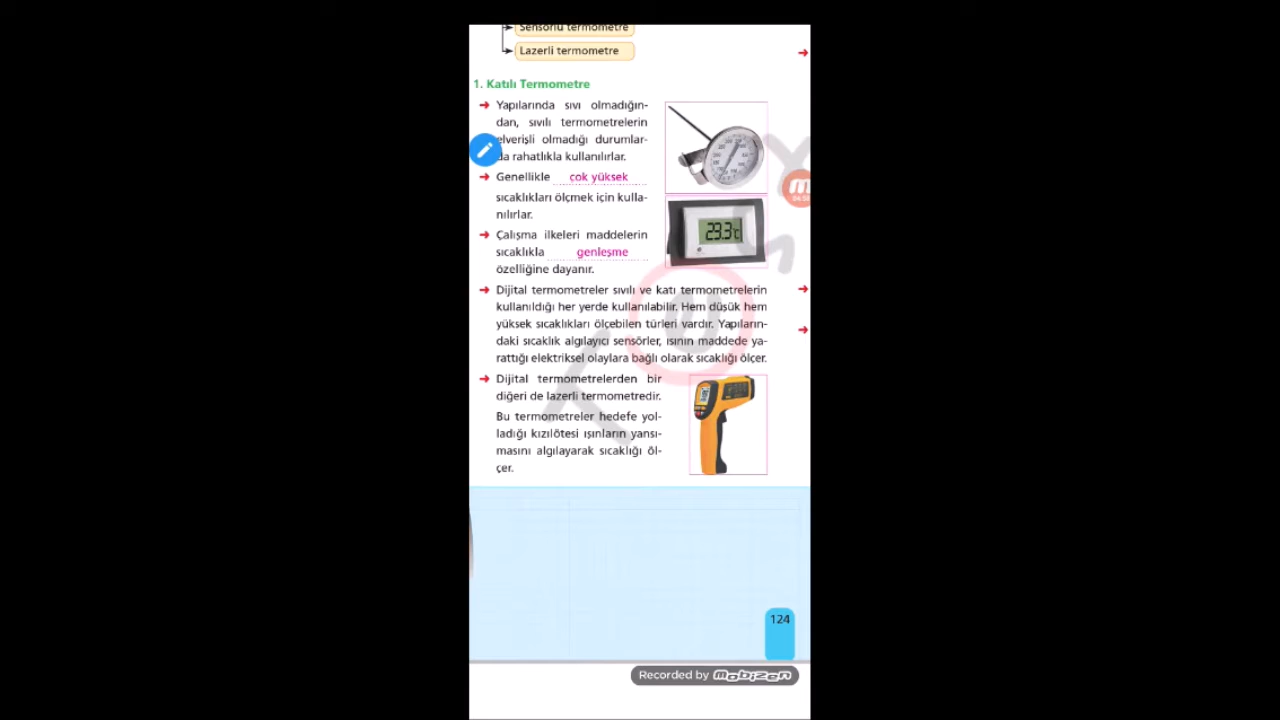 Sensörlü termometre
Lazerli termometre
1. Katılı Termometre
Yapılarında sıvı olmadığın-
dan, sıvılı termometrelerin
elverişli olmadığı durumlar-
da rahatlıkla kullanılırlar.
Genellikle çok yüksek
sıcaklıkları ölçmek için kulla-
nılırlar.
Çalışma ilkeleri maddelerin
sıcaklıkla genleşme
özelliğine dayanır.
29.3°C
Dijital termometreler sıvılı ve katı termometrelerin
kullanıldığı her yerde kullanılabilir. Hem düşük hem
yüksek sıcaklıkları ölçebilen türleri vardır. Yapıların-
daki sıcaklık algılayıcı sensörler, ısının maddede ya-
rattığı elektriksel olaylara bağlı olarak sıcaklığı ölçer.
Dijital termometrelerden bir
diğeri de lazerli termometredir.
Bu termometreler hedefe yol-
ladığı kızılötesi ışınların yansı-
masını algılayarak sıcaklığı öl-
çer.
124
Recorded by mobizen